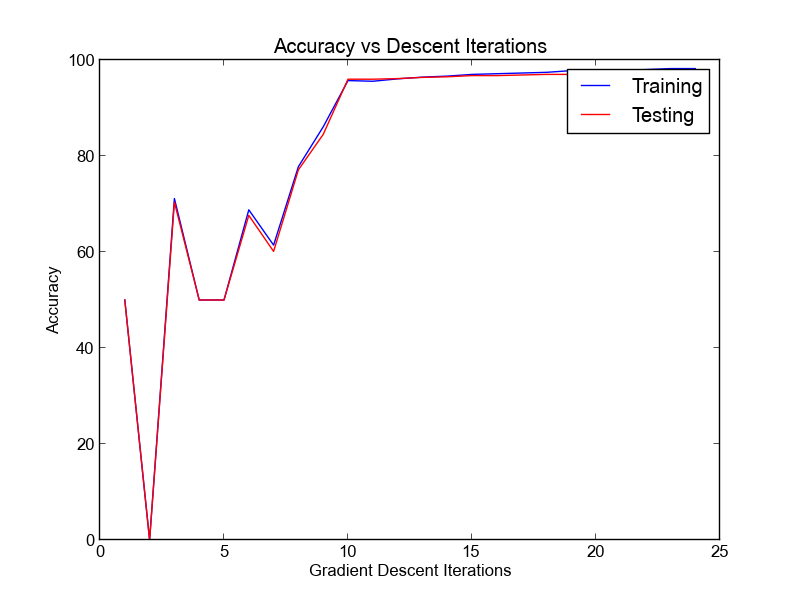 Accuracy vs Descent Iterations
100
80
60
40
20
0
Accuracy
Training
Testing
0 5 10 15 20 25
Gradient Descent Iterations